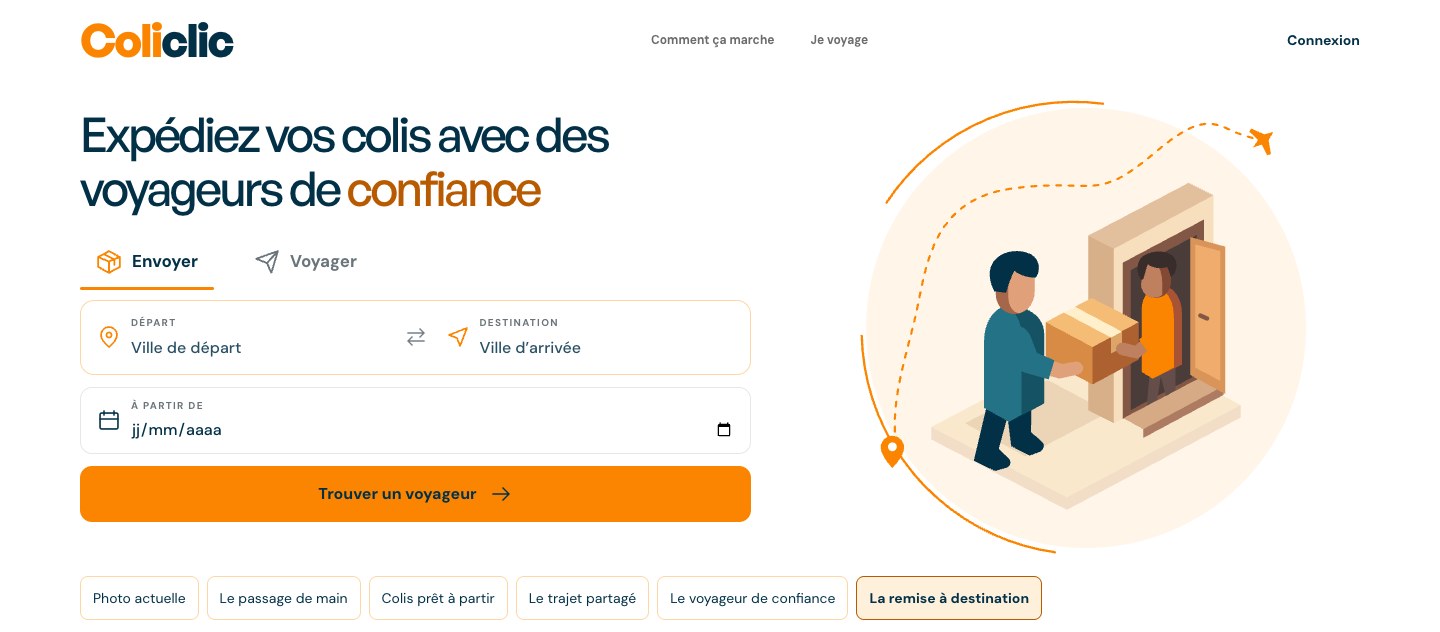 Coliclic
Comment ça marche
Je voyage
Connexion
Expédiez vos colis avec des
voyageurs de confiance
Envoyer
Voyager
DÉPART
Ville de départ
DESTINATION
Ville d’arrivée
À PARTIR DE
jj/mm/aaaa
Trouver un voyageur
Photo actuelle
Le passage de main
Colis prêt à partir
Le trajet partagé
Le voyageur de confiance
La remise à destination